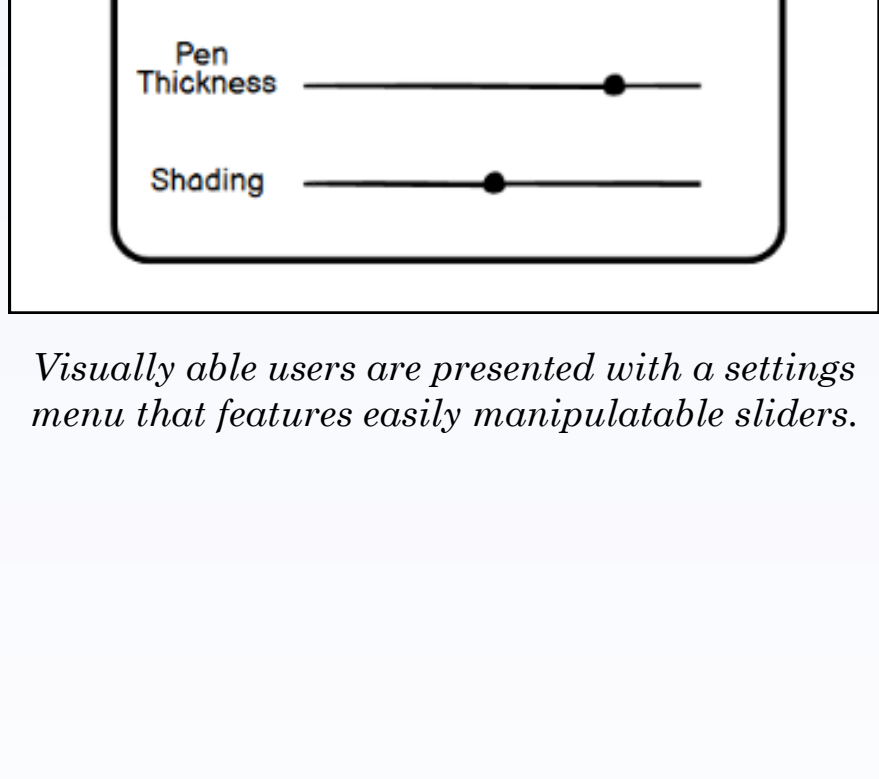 Pen
Thickness
Shading
Visually able users are presented with a settings
menu that features easily manipulatable sliders.